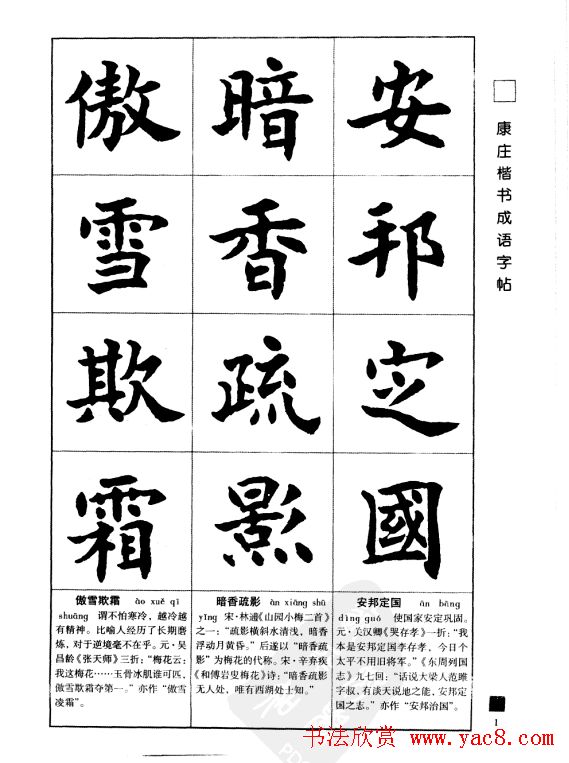 康庄楷书成语字帖
安邦定國
暗香疏影
傲雪欺霜
安邦定国 ān bāng
dìng guó 使国家安定巩固。
元·关汉卿《哭存孝》一折：“我
本是安邦定国李存孝，今日个
太平不用旧将军。”《东周列国
志》九七回：“话说大梁人范雎
字叔，有谈天说地之能，安邦定
国之志。”亦作“安邦治国”。
暗香疏影 àn xiāng shū
yǐng 宋·林逋《山园小梅二首》
之一：“疏影横斜水清浅，暗香
浮动月黄昏。”后遂以“暗香疏
影”为梅花的代称。宋·辛弃疾
《和傅岩叟梅花》诗：“暗香疏影
无人处，唯有西湖处士知。”
傲雪欺霜 ào xuě qī
shuāng 谓不怕寒冷，越冷越
有精神。比喻人经历了长期磨
炼，对于逆境毫不在乎。元·吴
昌龄《张天师》三折：“梅花云：
我这梅花……玉骨冰肌谁可匹，
傲雪欺霜夺第一。”亦作“傲雪
凌霜”。
1
书法欣赏 www.yac8.com